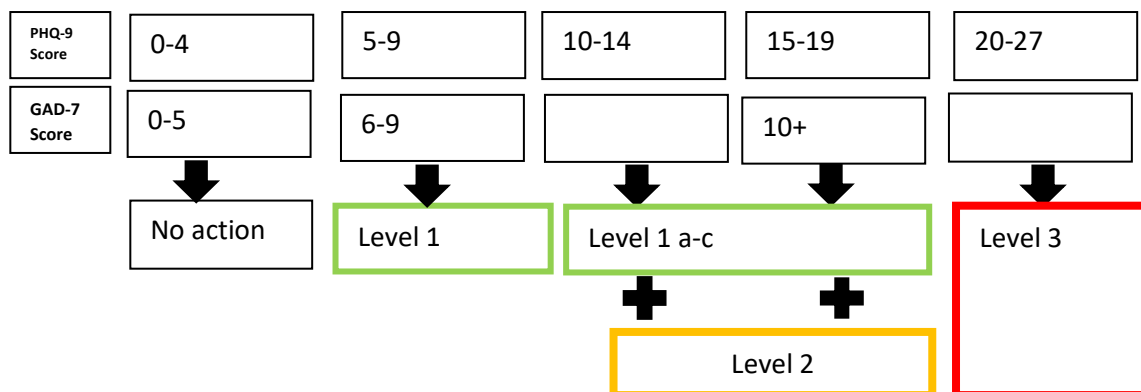 PHQ-9
Score
0-4
5-9
10-14
15-19
20-27
GAD-7
Score
0-5
6-9
10+
No action
Level 1
Level 1 a-c
Level 3
Level 2